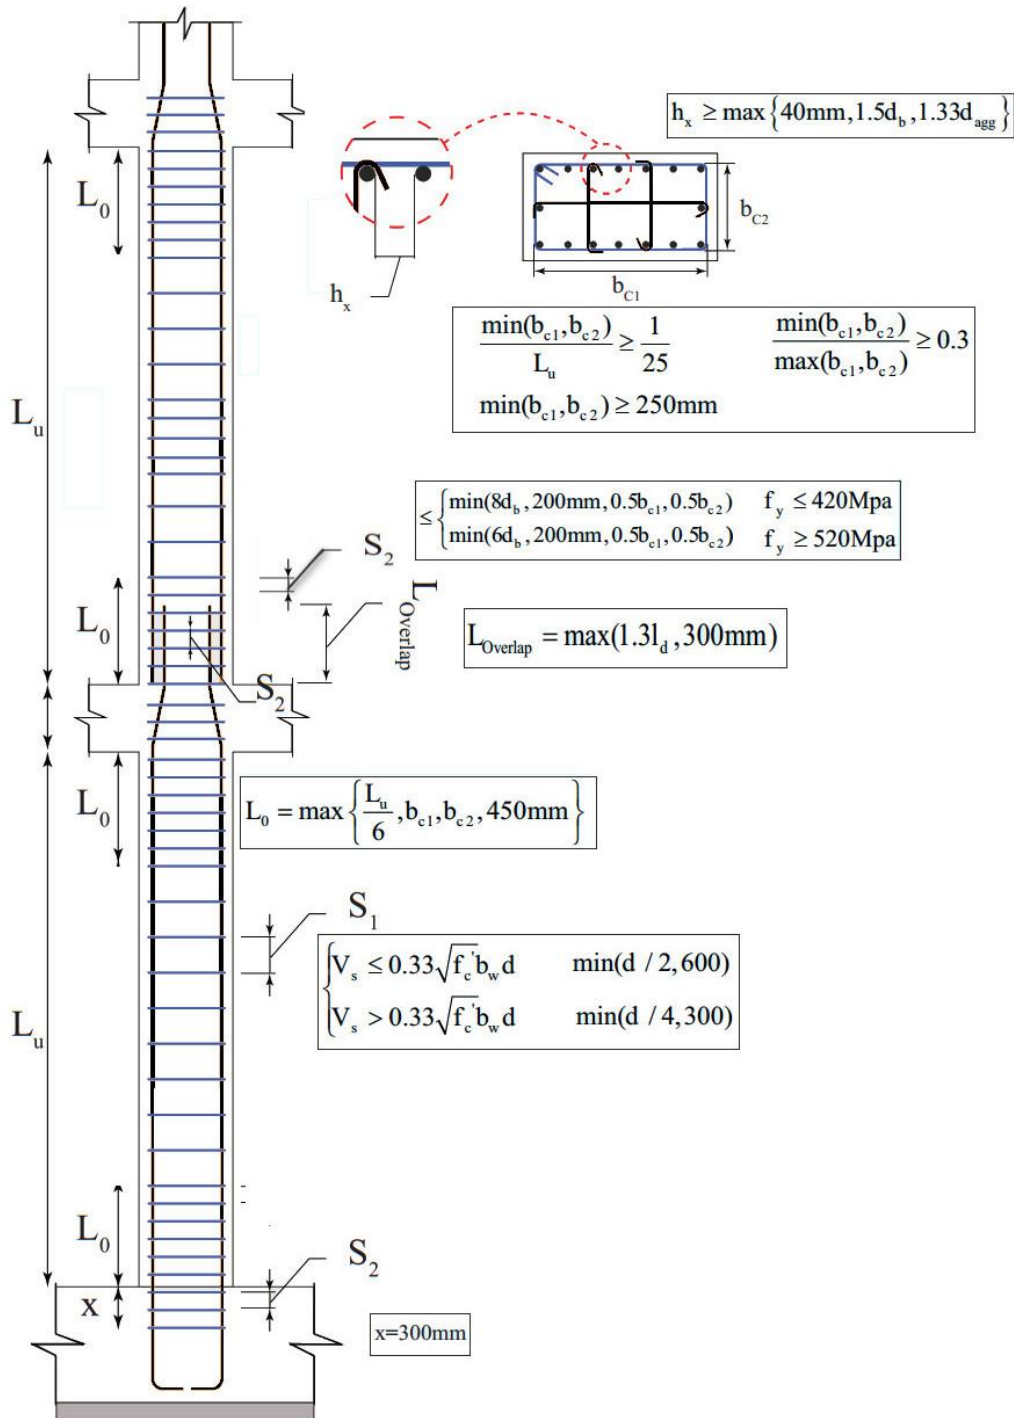 h_x ≥ max{40mm,1.5d_b,1.33d_agg}
L_0
b_C2
b_C1
h_x
min(b_c1,b_c2)/L_u ≥ 1/25
min(b_c1,b_c2)/max(b_c1,b_c2) ≥ 0.3
min(b_c1,b_c2) ≥ 250mm
L_u
≤ { min(8d_b,200mm,0.5b_c1,0.5b_c2) f_y ≤ 420Mpa
min(6d_b,200mm,0.5b_c1,0.5b_c2) f_y ≥ 520Mpa
S_2
L_Overlap
L_0
L_Overlap = max(1.3l_d,300mm)
S_2
L_0
L_0 = max{L_u/6,b_c1,b_c2,450mm}
S_1
{ V_s ≤ 0.33√f_c' b_w d min(d / 2,600)
V_s > 0.33√f_c' b_w d min(d / 4,300)
L_u
L_0
S_2
x
x=300mm